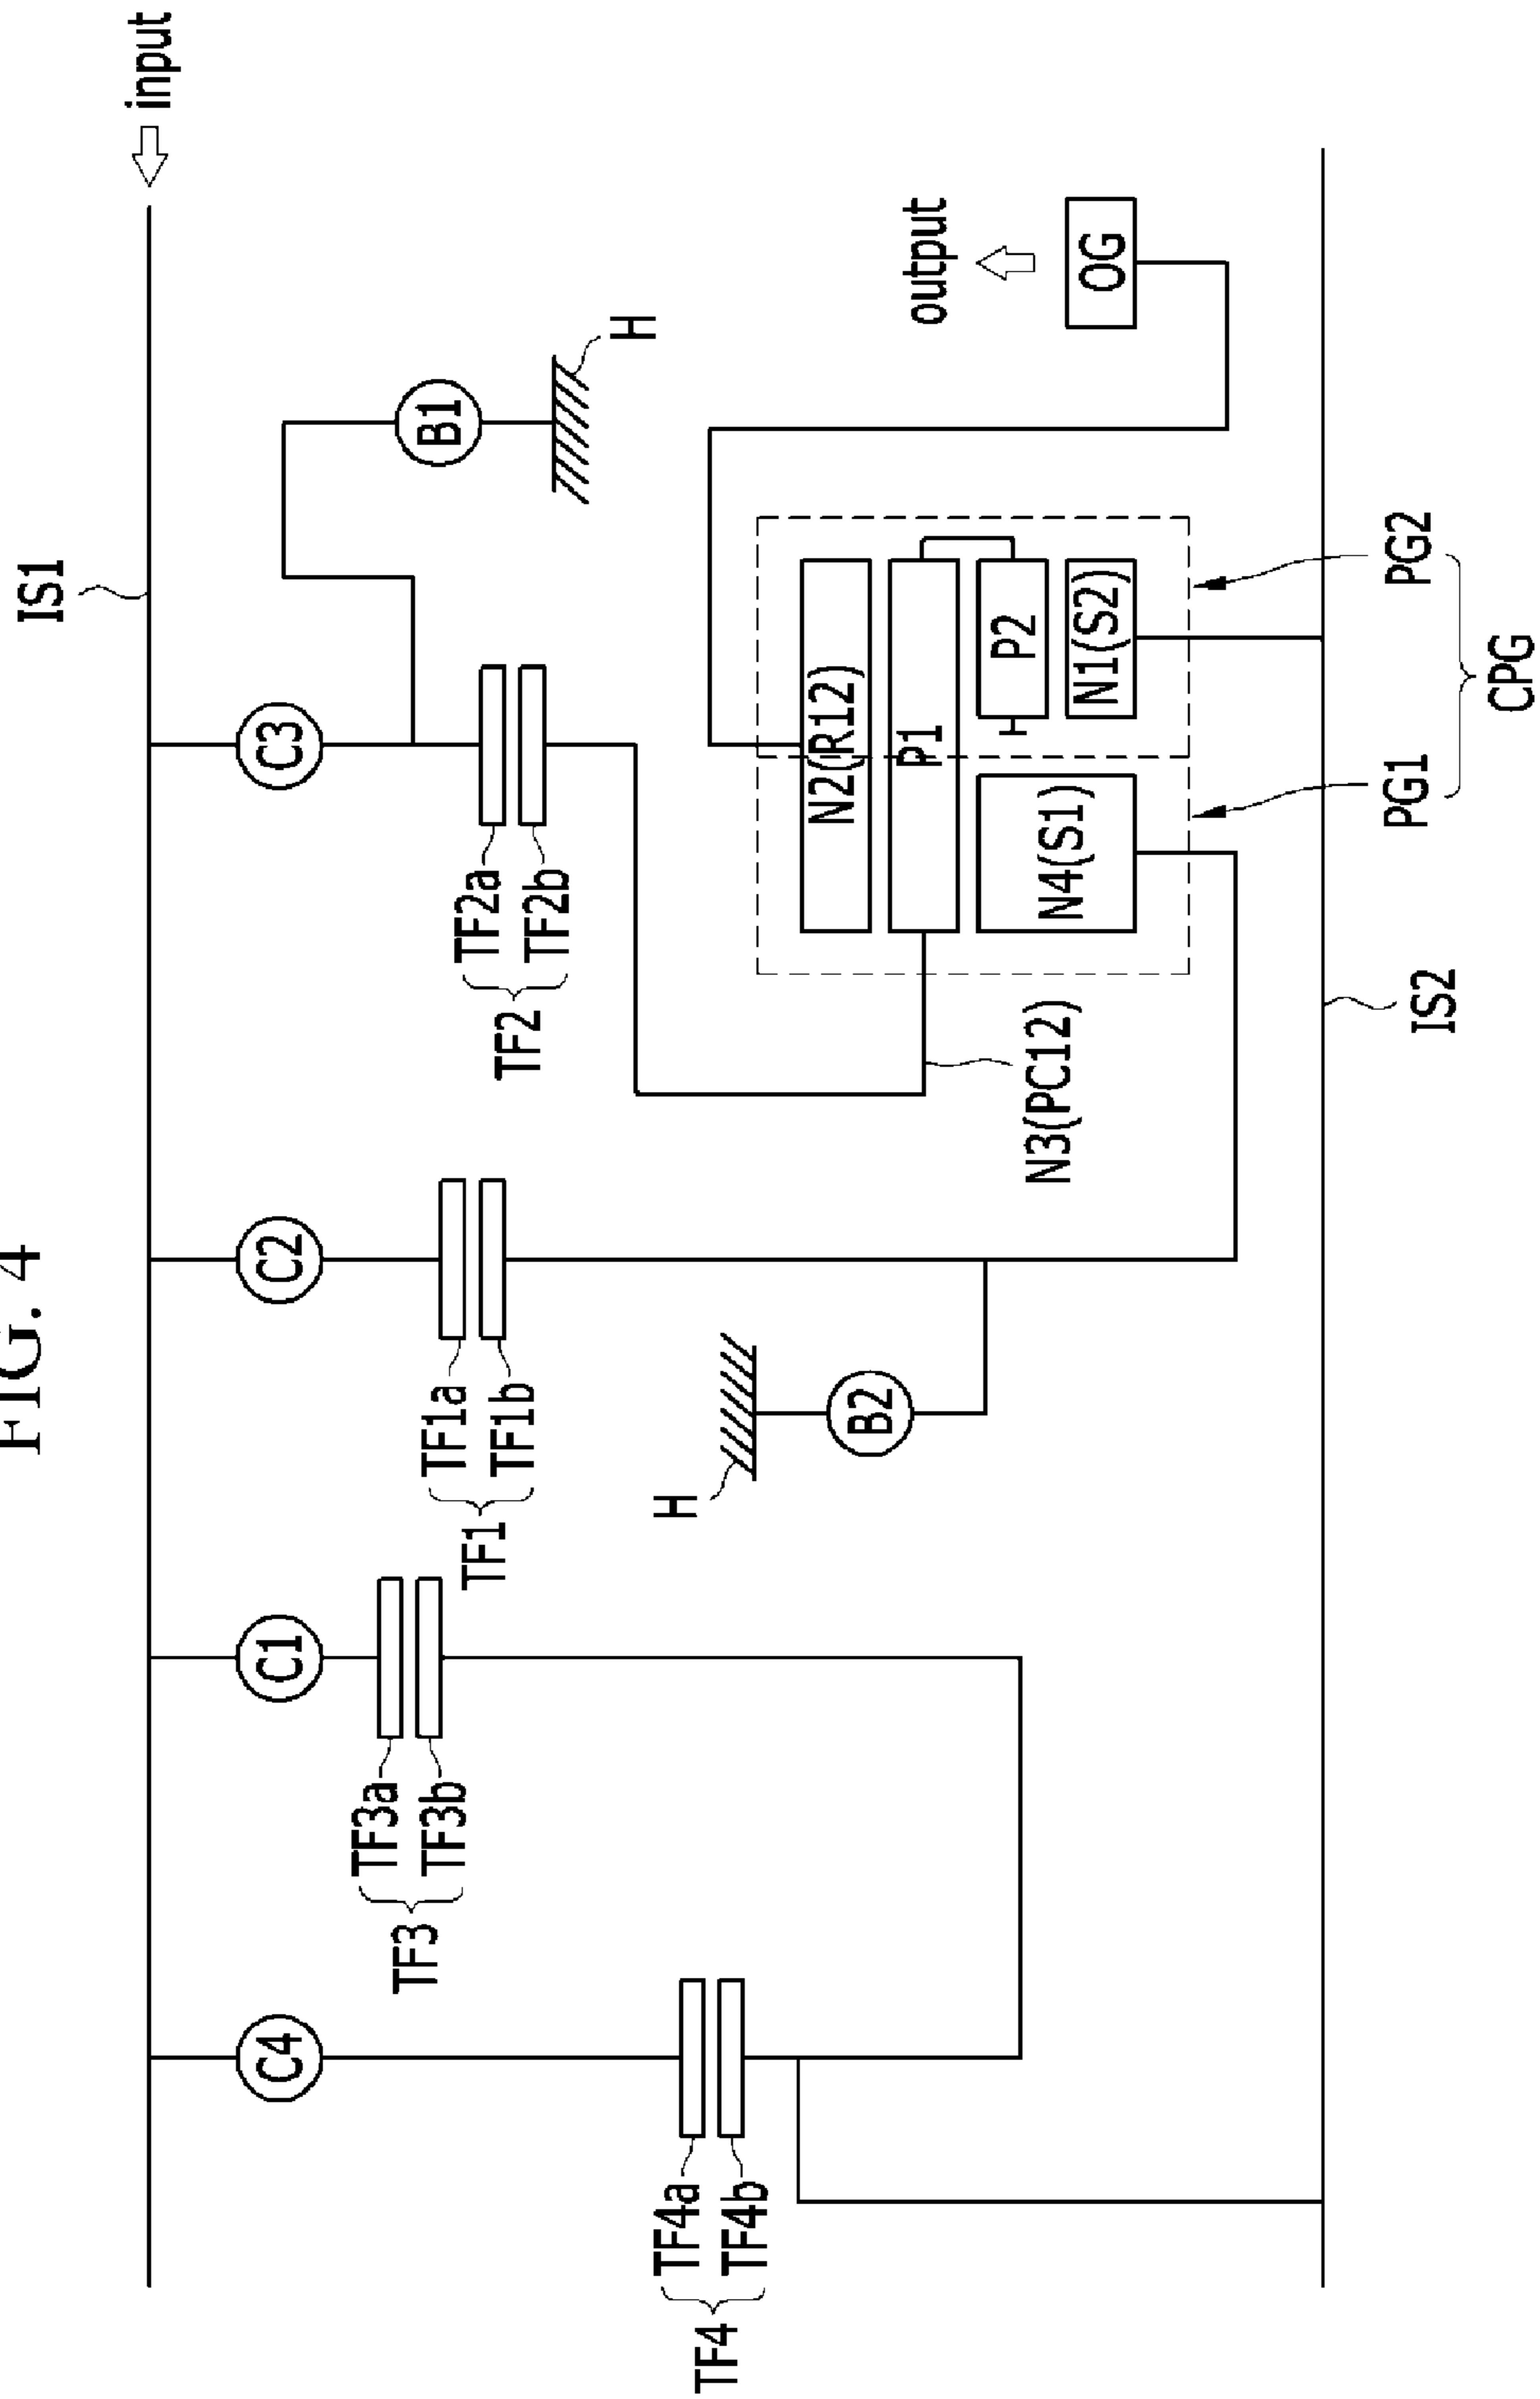 FIG. 4
C4
C1
C2
C3
IS1
input
TF4a
TF4b
TF4
TF3a
TF3b
TF3
TF1a
TF1b
TF1
TF2a
TF2b
TF2
B1
H
H
B2
N2(R12)
P1
P2
N4(S1)
N1(S2)
N3(PC12)
output
OG
IS2
PG1
PG2
CPG